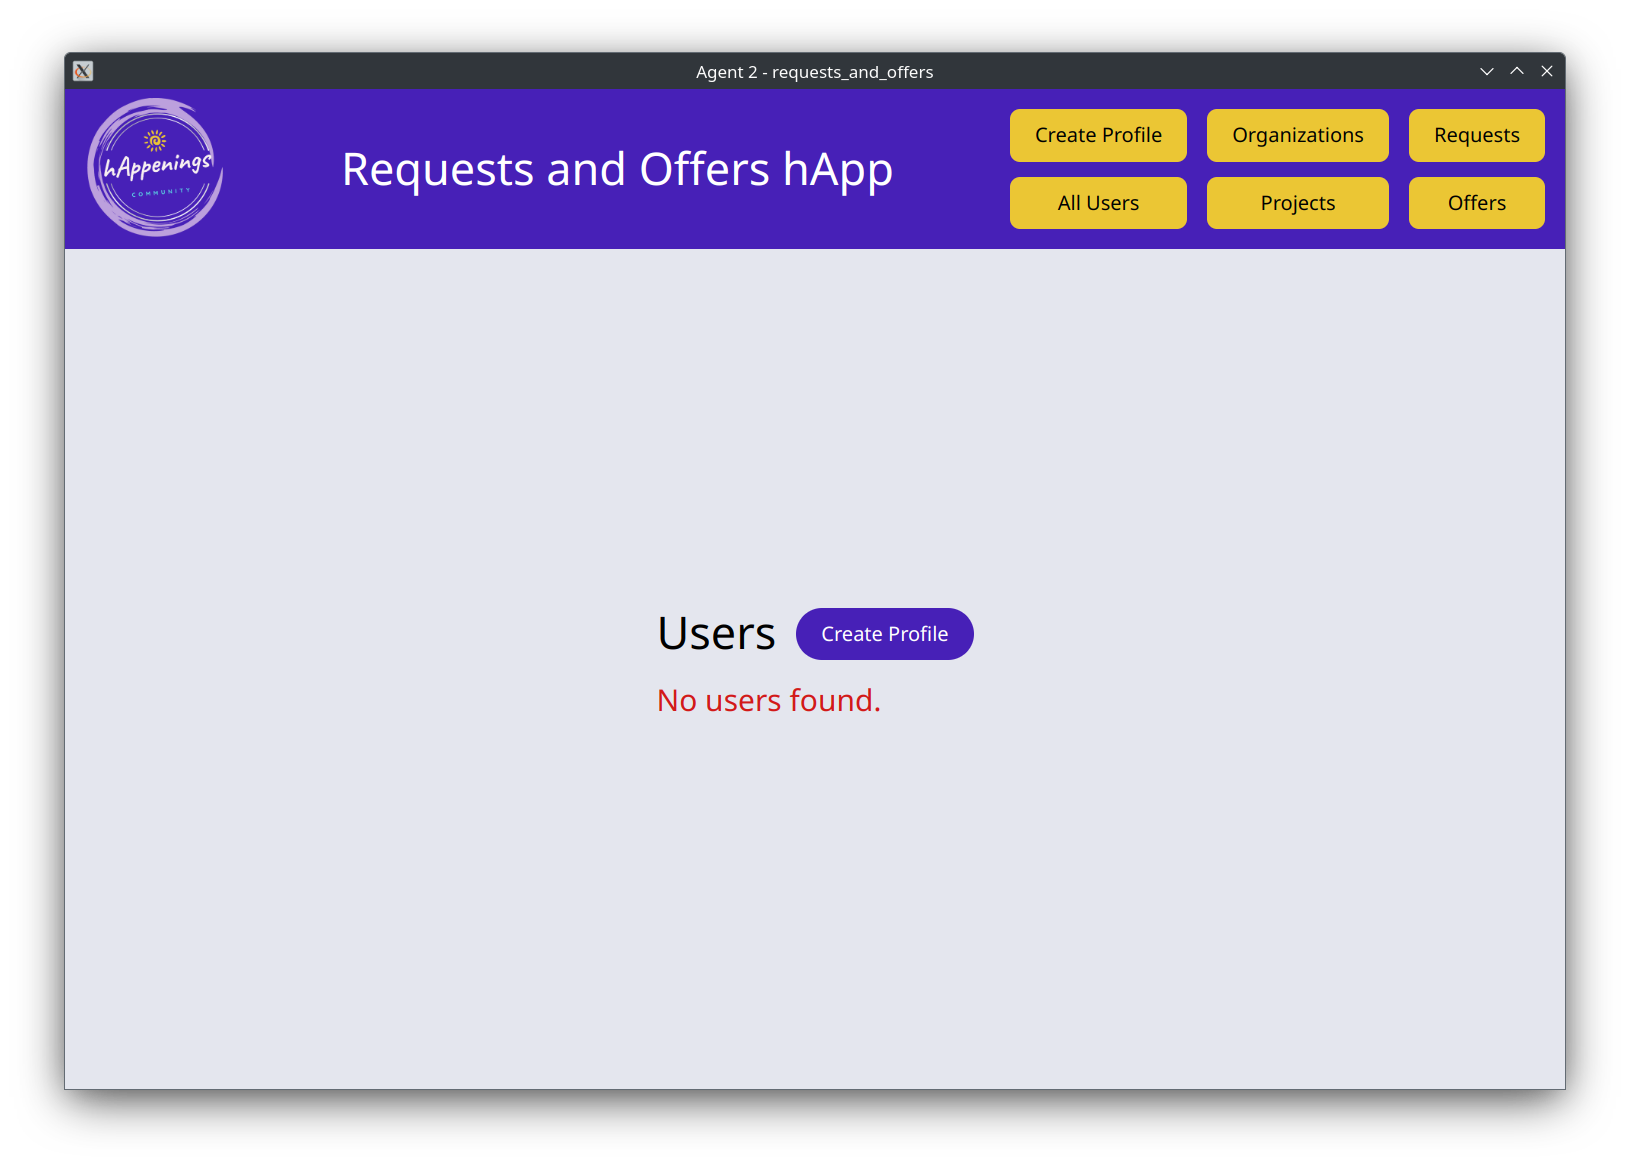 Agent 2 - requests_and_offers
hAppenings
COMMUNITY
Requests and Offers hApp
Create Profile
Organizations
Requests
All Users
Projects
Offers
Users
Create Profile
No users found.